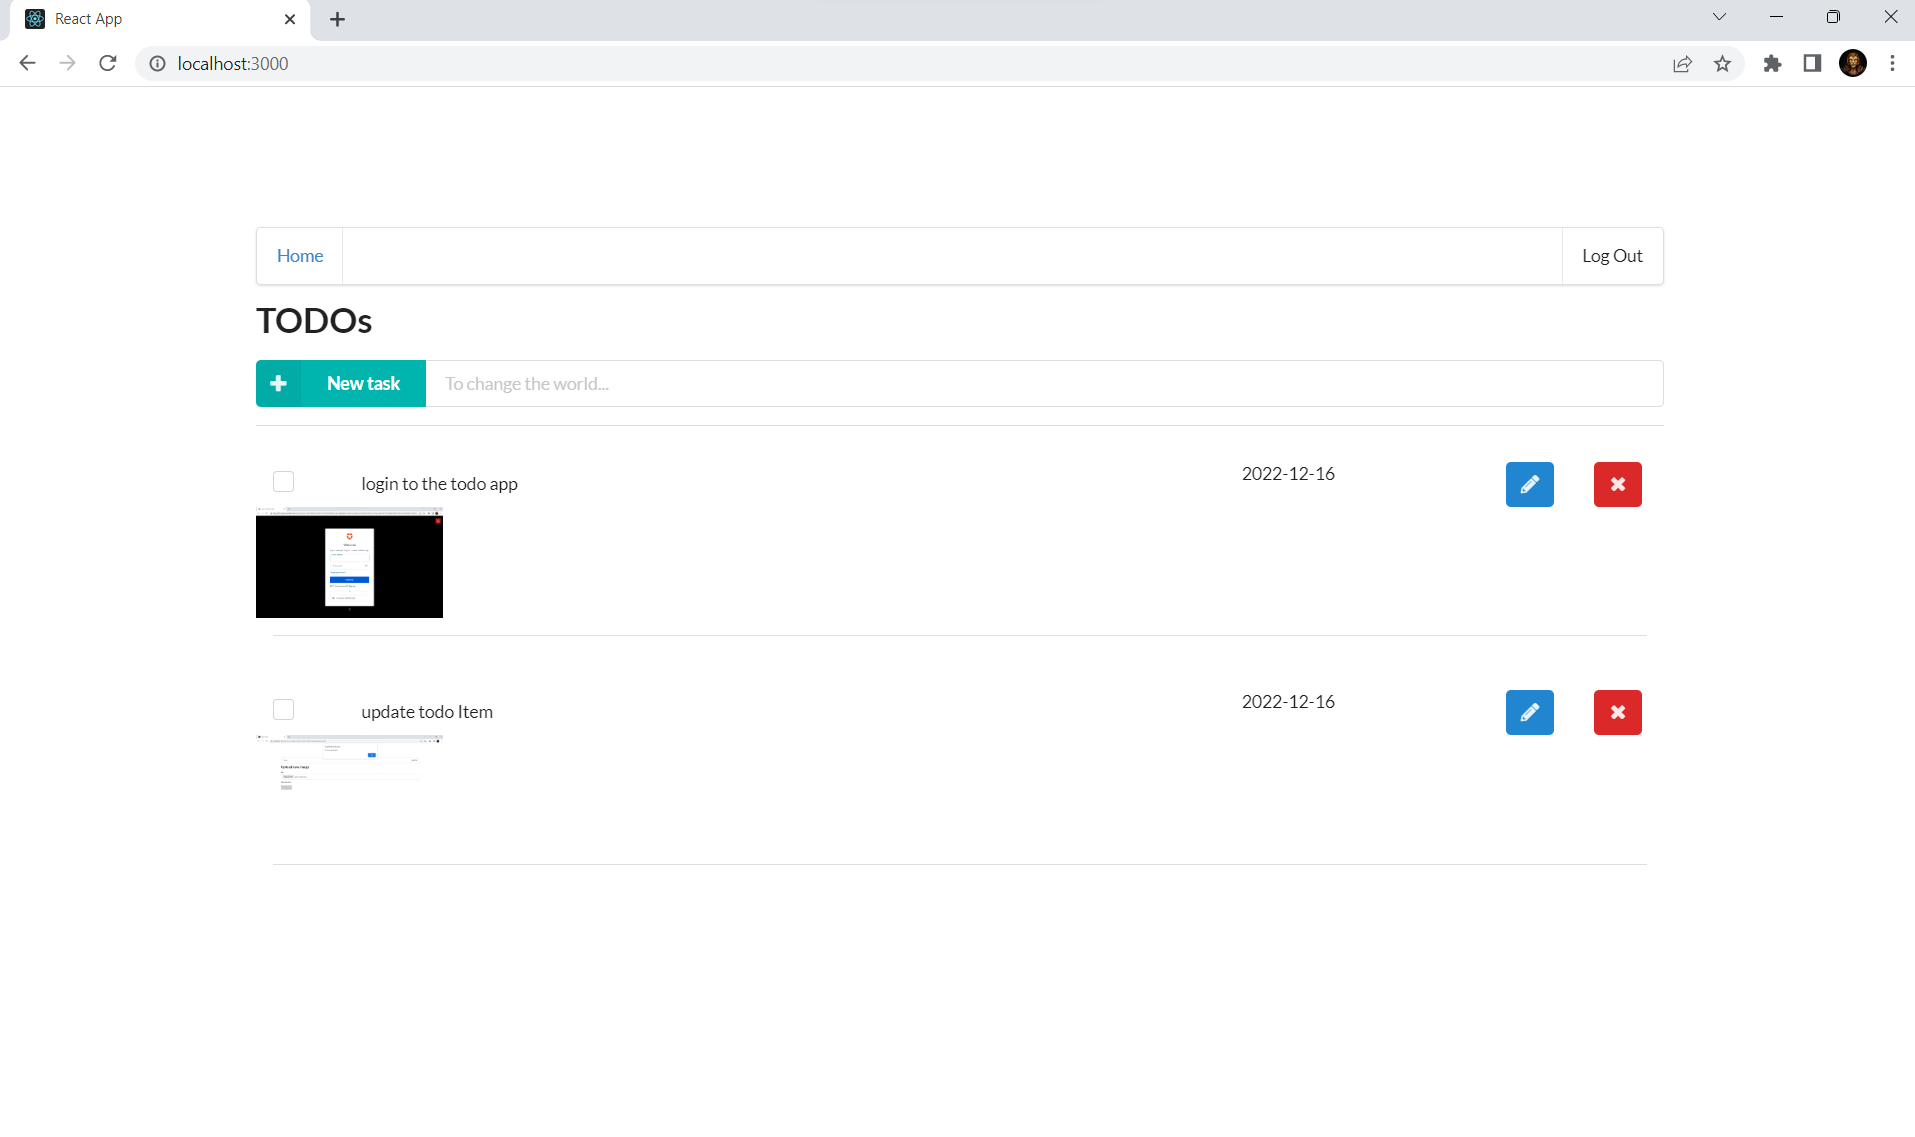 React App
localhost:3000
Home
Log Out
TODOs
New task
To change the world...
login to the todo app
2022-12-16
update todo Item
2022-12-16